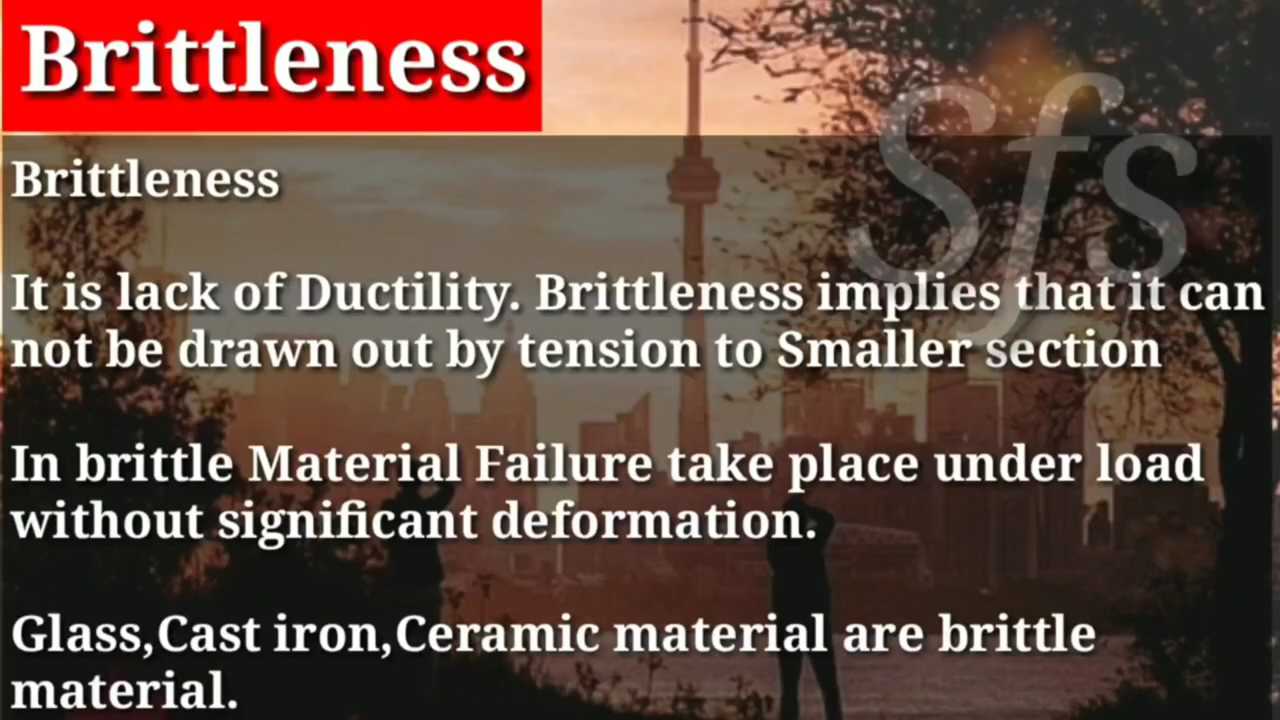 Brittleness
Sfs
Brittleness
It is lack of Ductility. Brittleness implies that it can
not be drawn out by tension to Smaller section
In brittle Material Failure take place under load
without significant deformation.
Glass,Cast iron,Ceramic material are brittle
material.